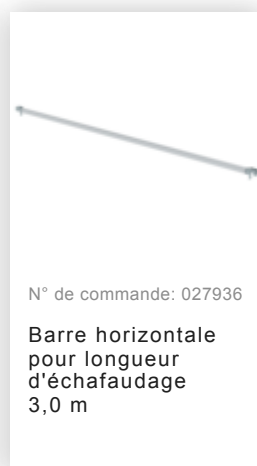 N° de commande: 027936
Barre horizontale
pour longueur
d'échafaudage
3,0 m